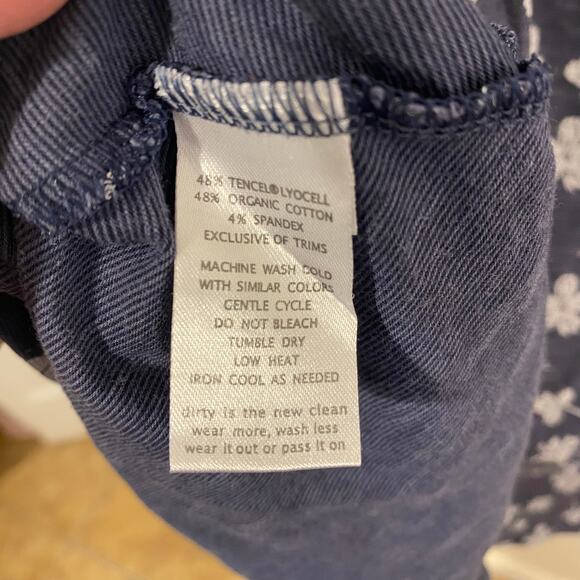 48% TENCEL®LYOCELL
48% ORGANIC COTTON
4% SPANDEX
EXCLUSIVE OF TRIMS
MACHINE WASH COLD
WITH SIMILAR COLORS
GENTLE CYCLE
DO NOT BLEACH
TUMBLE DRY
LOW HEAT
IRON COOL AS NEEDED
dirty is the new clean
wear more, wash less
wear it out or pass it on